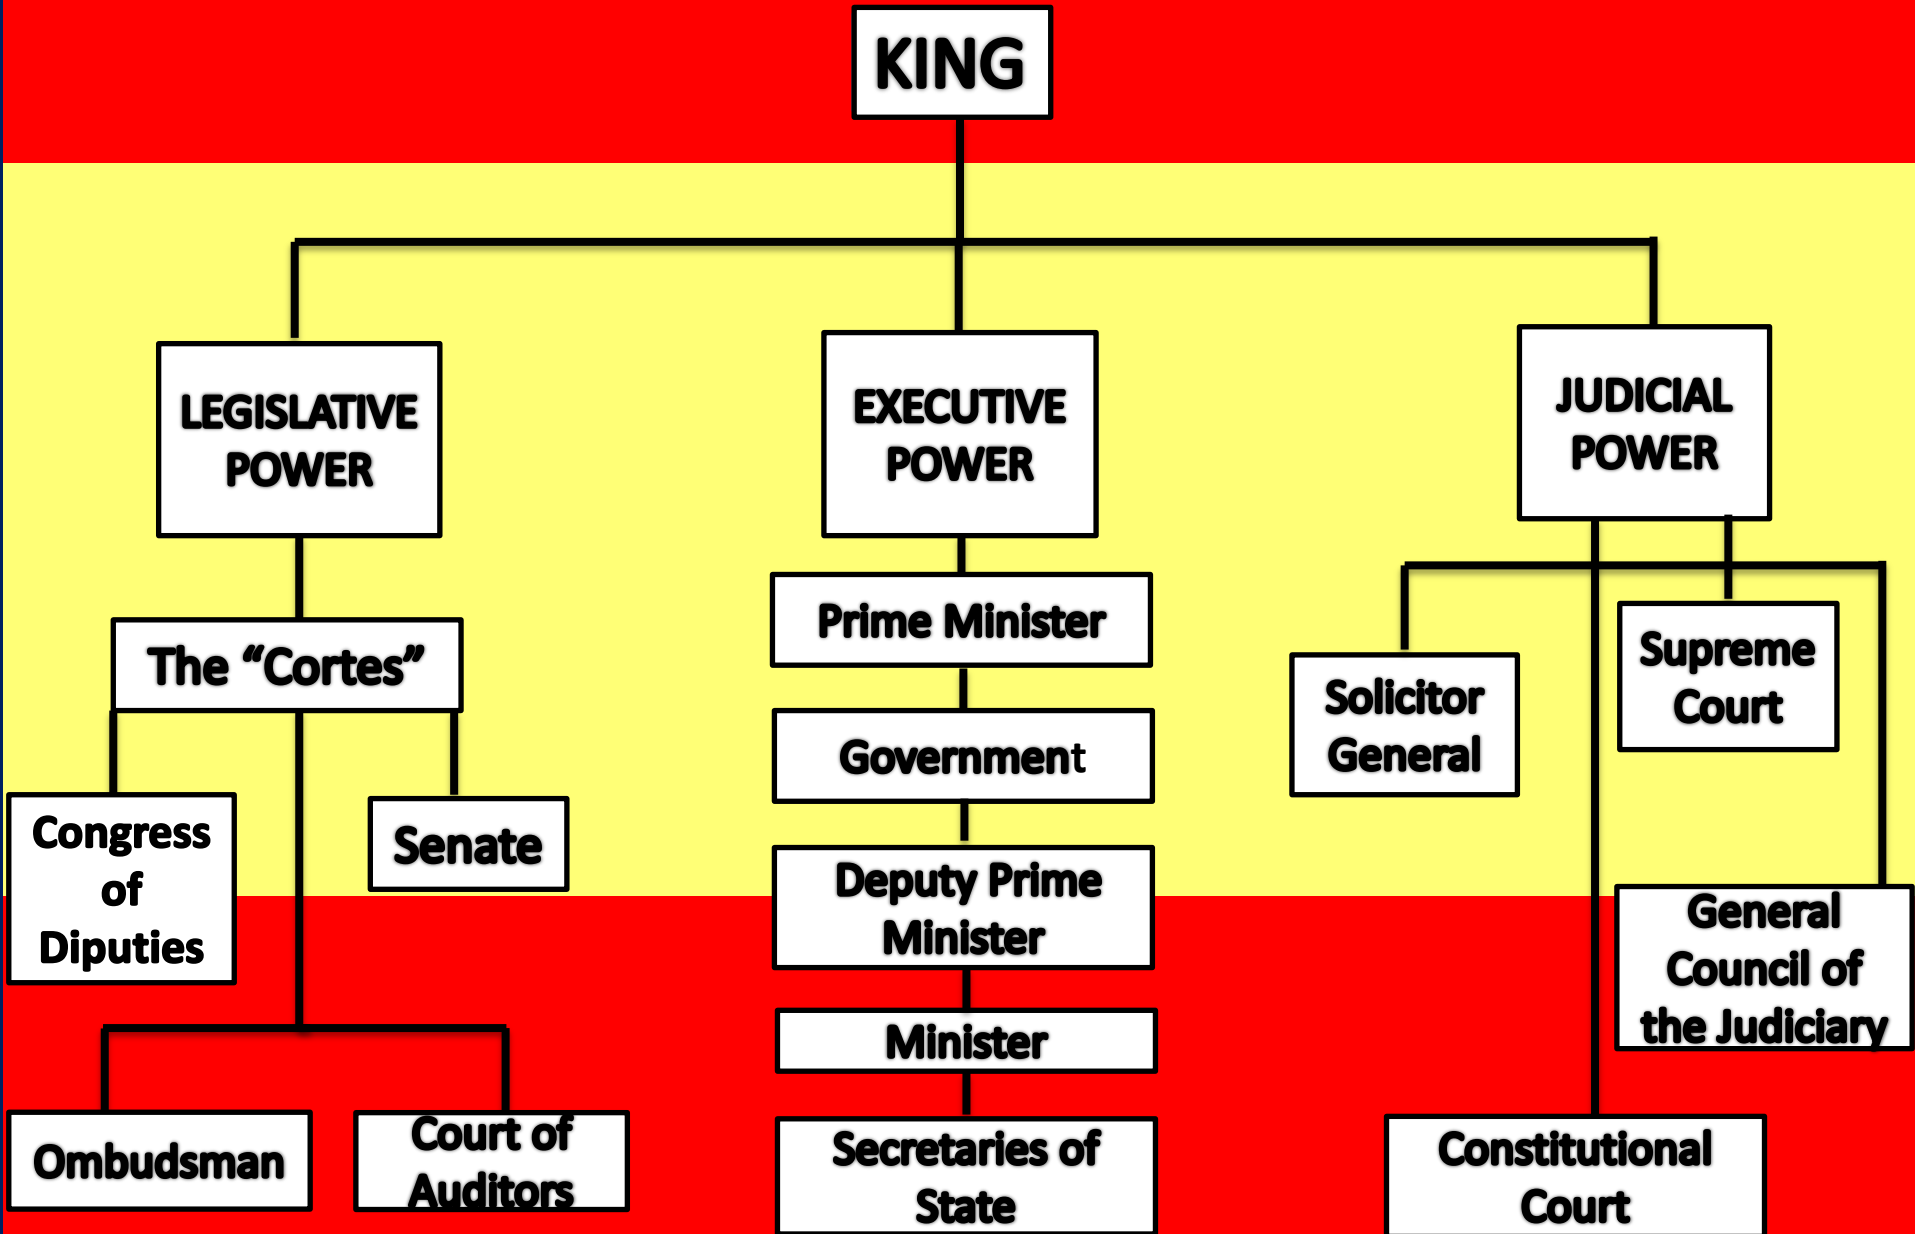 KING
LEGISLATIVE
POWER
EXECUTIVE
POWER
JUDICIAL
POWER
The “Cortes”
Prime Minister
Solicitor
General
Supreme
Court
Government
Congress
of
Diputies
Senate
Deputy Prime
Minister
General
Council of
the Judiciary
Minister
Ombudsman
Court of
Auditors
Secretaries of
State
Constitutional
Court